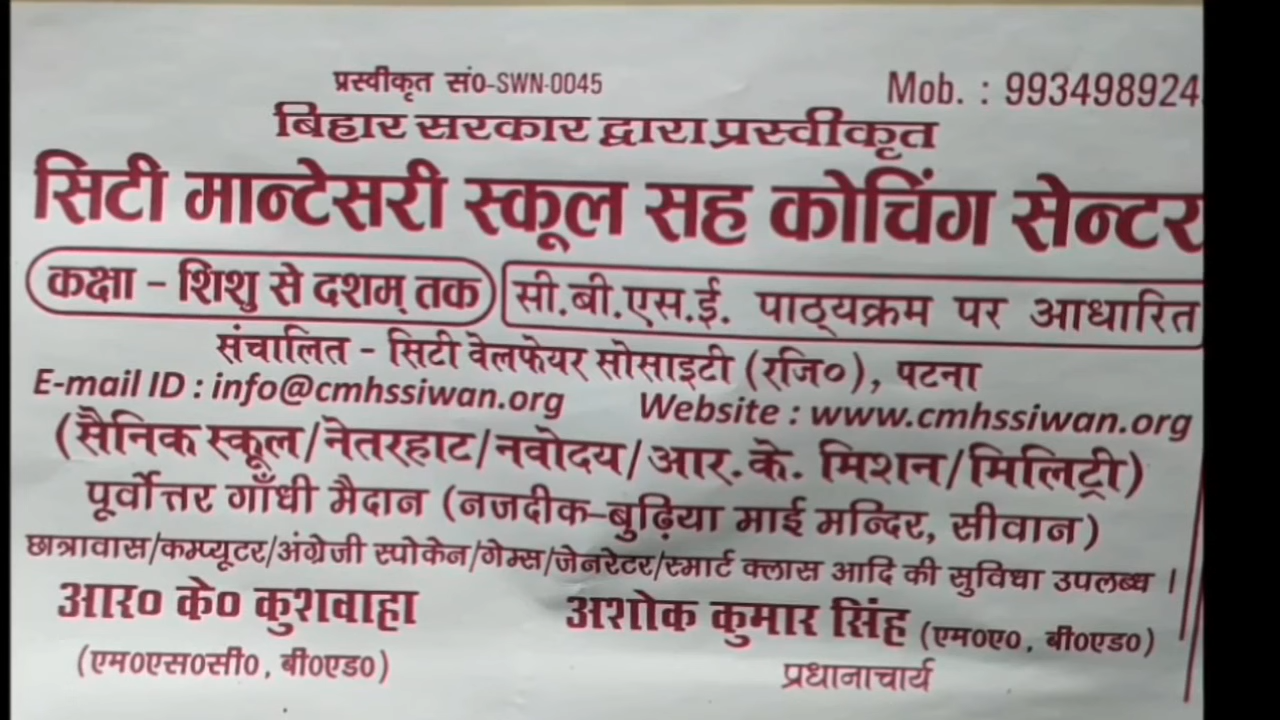 प्रस्वीकृत सं०-SWN-0045 Mob. : 993498924
बिहार सरकार द्वारा प्रस्वीकृत
सिटी मान्टेसरी स्कूल सह कोचिंग सेन्टर
कक्षा - शिशु से दशम् तक सी.बी.एस.ई. पाठ्यक्रम पर आधारित
संचालित - सिटी वेलफेयर सोसाइटी (रजि०), पटना
E-mail ID : info@cmhssiwan.org Website : www.cmhssiwan.org
(सैनिक स्कूल/नेतरहाट/नवोदय/आर.के. मिशन/मिलिट्री)
पूर्वोत्तर गाँधी मैदान (नजदीक-बुढ़िया माई मन्दिर, सीवान)
छात्रावास/कम्प्यूटर/अंग्रेजी स्पोकेन/गेम्स/जेनरेटर/स्मार्ट क्लास आदि की सुविधा उपलब्ध ।
आर० के० कुशवाहा अशोक कुमार सिंह (एम०ए०, बी०एड०)
(एम०एस०सी०, बी०एड०) प्रधानाचार्य